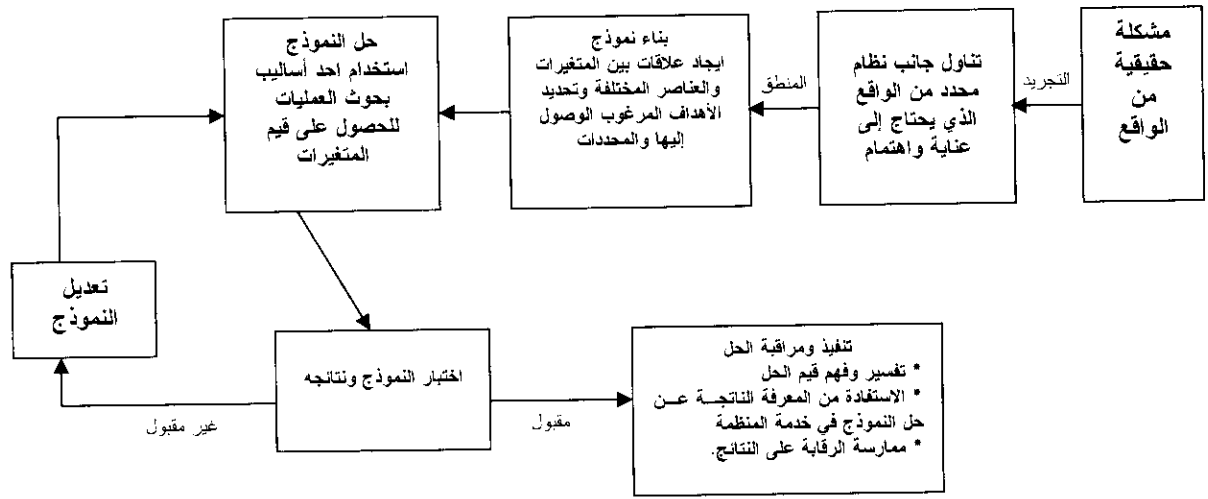 مشكلة
حقيقية
من
الواقع
التجريد
تناول جانب نظام
محدد من الواقع
الذي يحتاج إلى
عناية واهتمام
المنطق
بناء نموذج
ايجاد علاقات بين المتغيرات
والعناصر المختلفة وتحديد
الأهداف المرغوب الوصول
إليها والمحددات
حل النموذج
استخدام احد أساليب
بحوث العمليات
للحصول على قيم
المتغيرات
اختبار النموذج ونتائجه
غير مقبول
تعديل
النموذج
مقبول
تنفيذ ومراقبة الحل
* تفسير وفهم قيم الحل
* الاستفادة من المعرفة الناتجة عن
حل النموذج في خدمة المنظمة
* ممارسة الرقابة على النتائج.